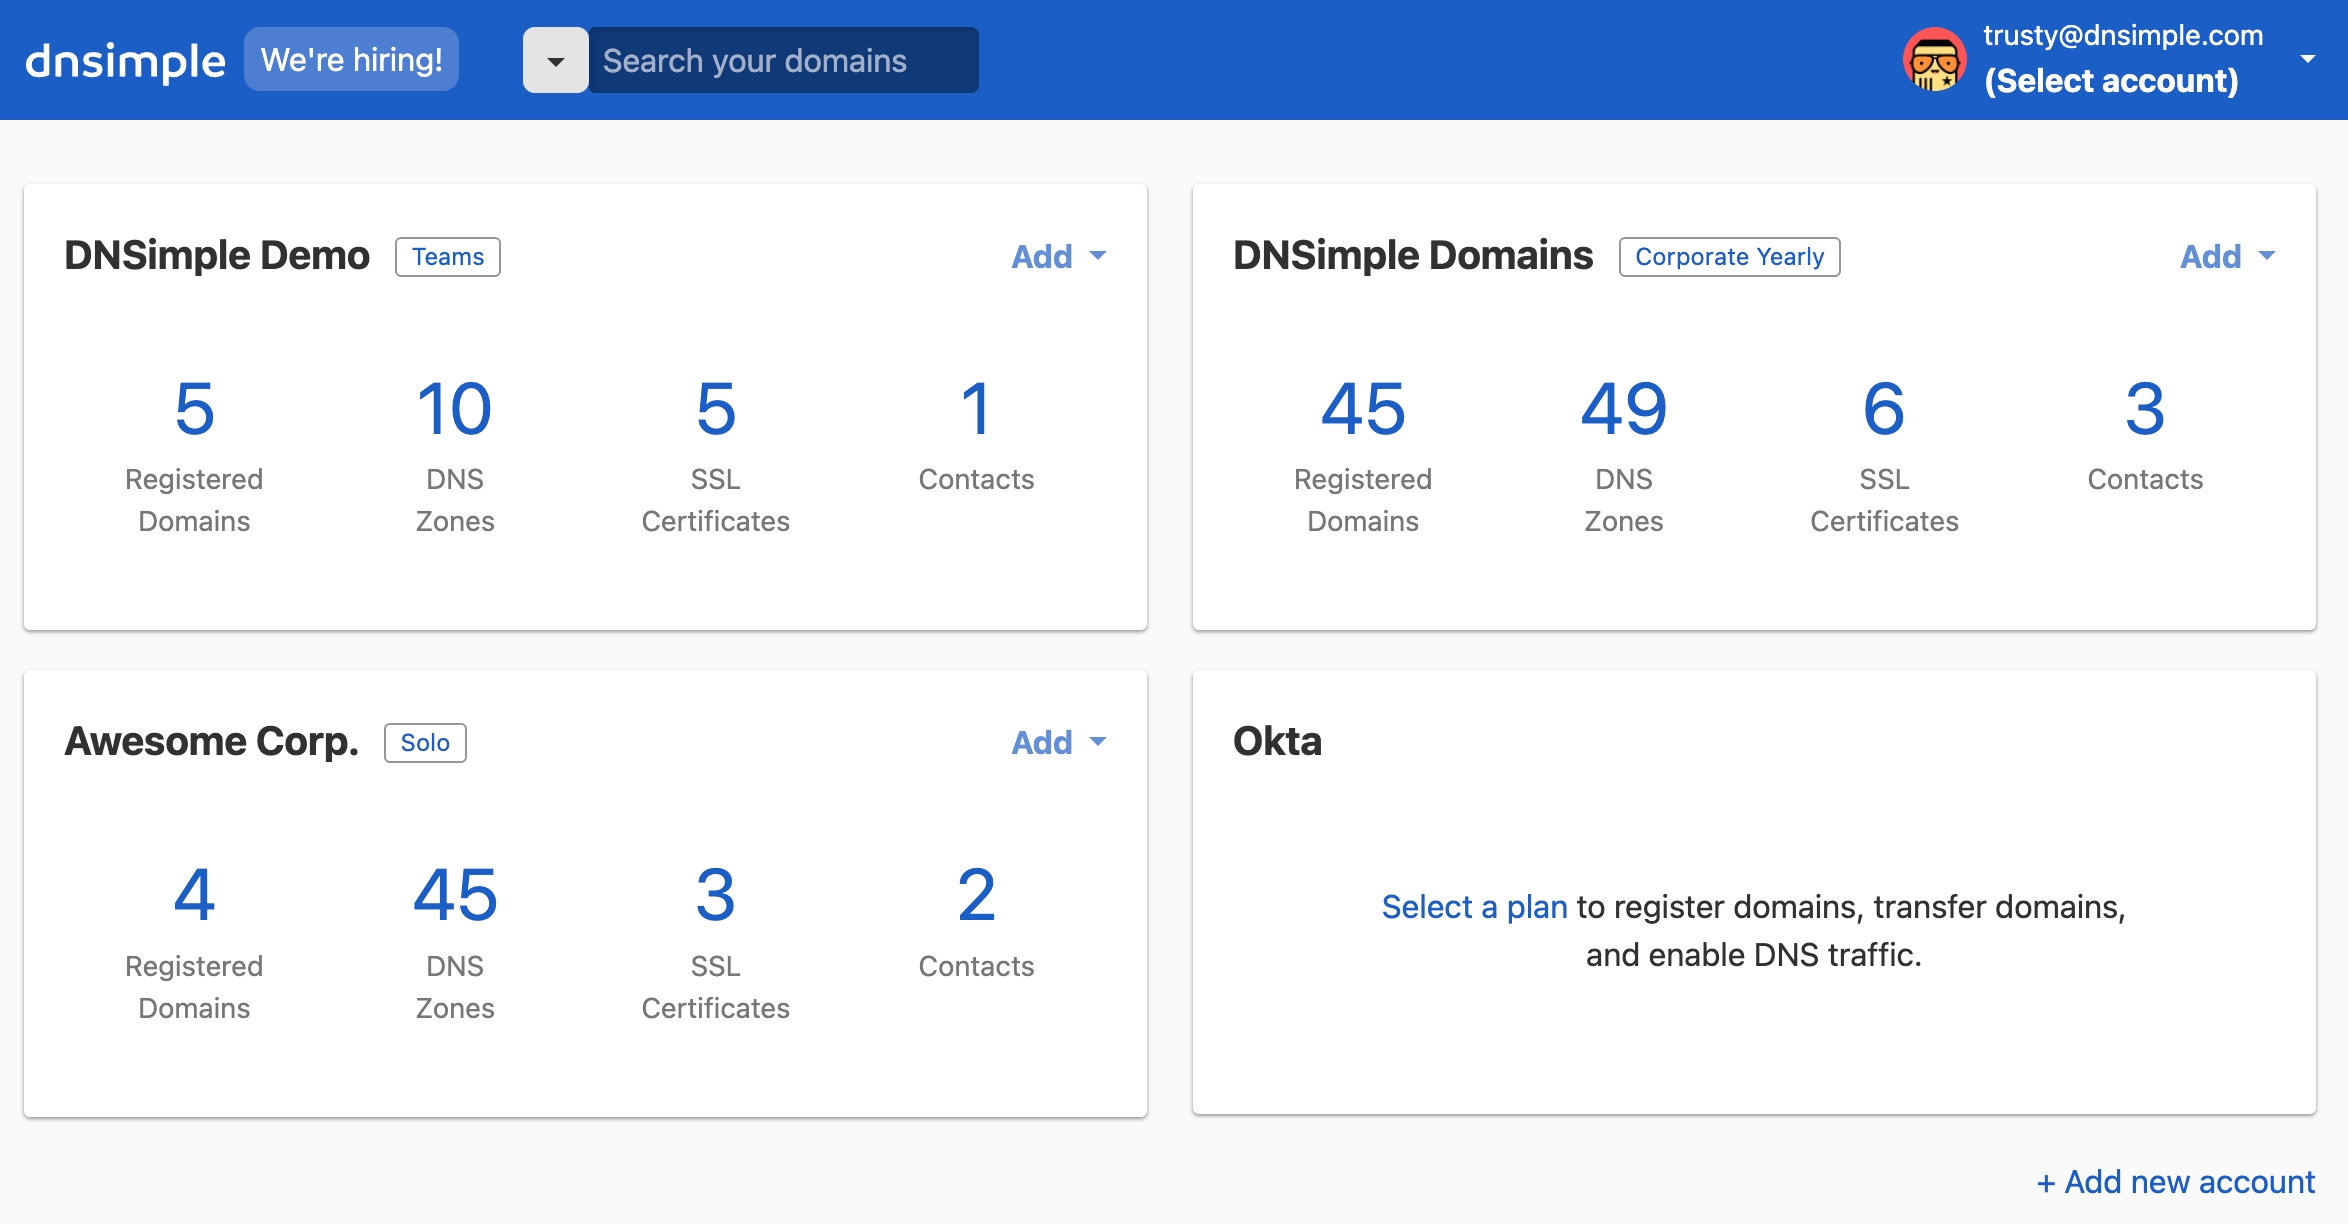 dnsimple We're hiring! Search your domains
trusty@dnsimple.com
(Select account)
DNSimple Demo Teams Add
5 10 5 1
Registered DNS SSL Contacts
Domains Zones Certificates
DNSimple Domains Corporate Yearly Add
45 49 6 3
Registered DNS SSL Contacts
Domains Zones Certificates
Awesome Corp. Solo Add
4 45 3 2
Registered DNS SSL Contacts
Domains Zones Certificates
Okta
Select a plan to register domains, transfer domains,
and enable DNS traffic.
+ Add new account